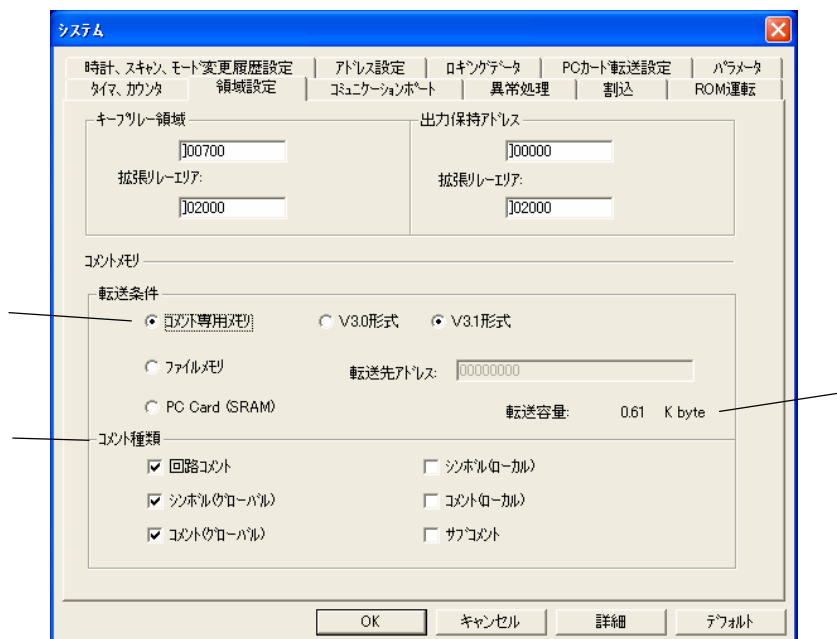 システム
時計、スキャン、モード変更履歴設定 アドレス設定 ロギングデータ PCカード転送設定 パラメータ
タイマ、カウンタ 領域設定 コミュニケーションポート 異常処理 割込 ROM運転
キープリレー領域 出力保持アドレス
]00700 ]00000
拡張リレーエリア: 拡張リレーエリア:
]02000 ]02000
コメントメモリ
転送条件
コメント専用メモリ V3.0形式 V3.1形式
ファイルメモリ 転送先アドレス: 00000000
PC Card (SRAM) 転送容量: 0.61 K byte
コメント種類
回路コメント シンボル(ローカル)
シンボル(グローバル) コメント(ローカル)
コメント(グローバル) サブコメント
OK キャンセル 詳細 デフォルト